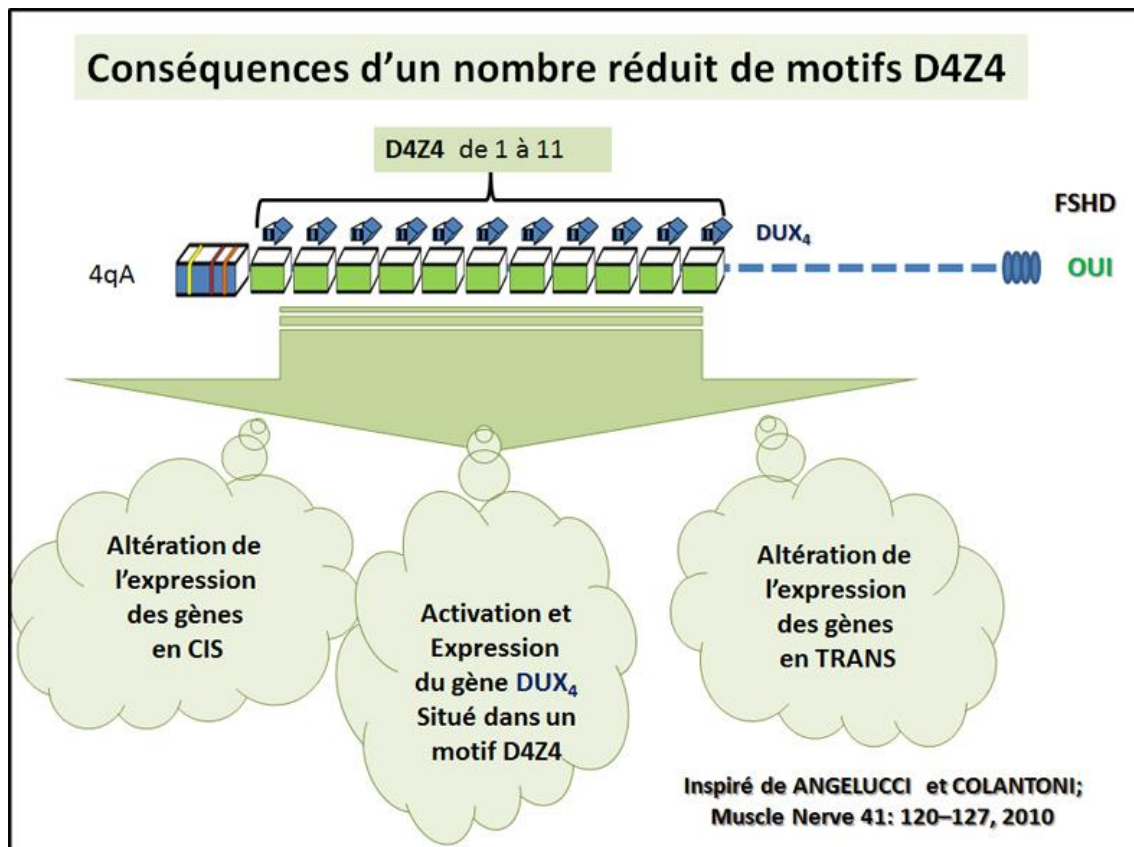 Conséquences d'un nombre réduit de motifs D4Z4
D4Z4 de 1 à 11
FSHD
DUX₄
4qA
OUI
Altération de
l'expression
des gènes
en CIS
Activation et
Expression
du gène DUX₄
Situé dans un
motif D4Z4
Altération de
l'expression
des gènes
en TRANS
Inspiré de ANGELUCCI et COLANTONI;
Muscle Nerve 41: 120–127, 2010